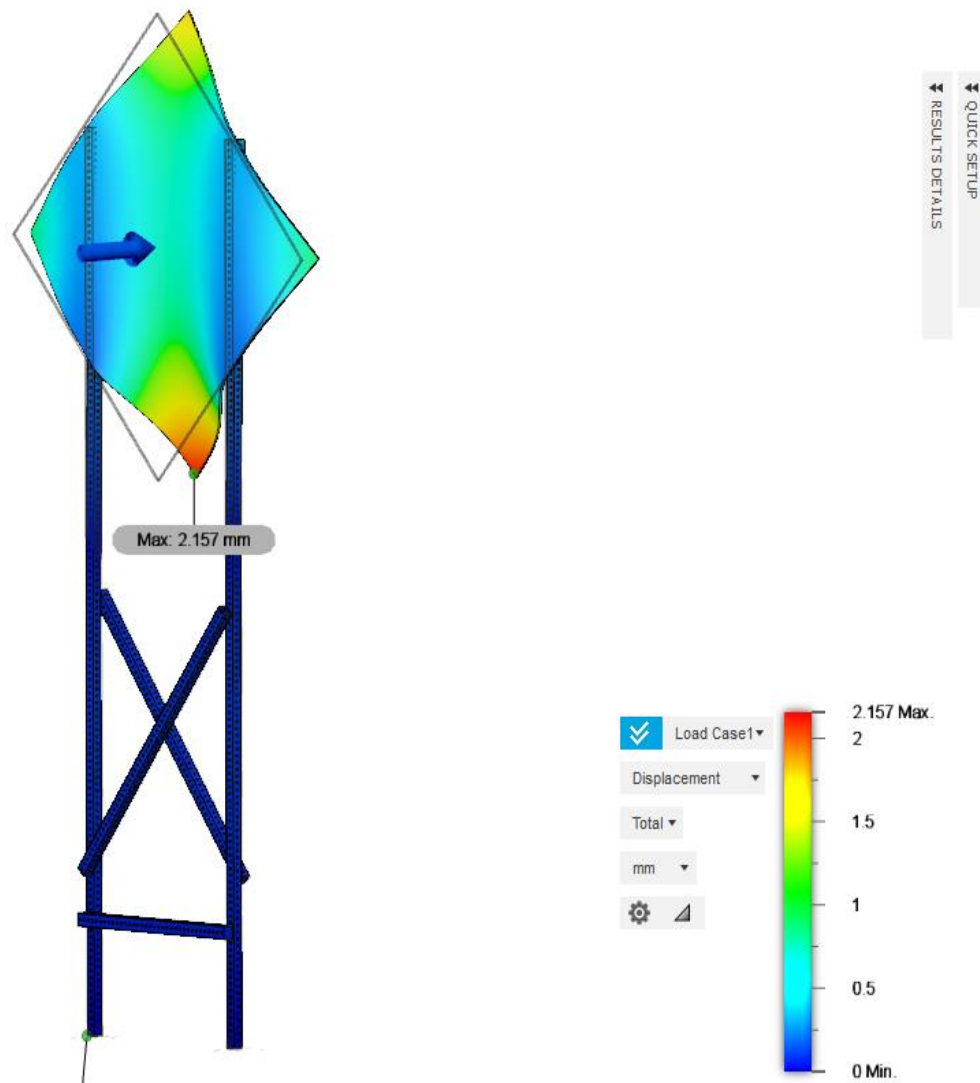 QUICK SETUP
RESULTS DETAILS
Max: 2.157 mm
Load Case1
Displacement
Total
mm
2.157 Max.
2
1.5
1
0.5
0 Min.